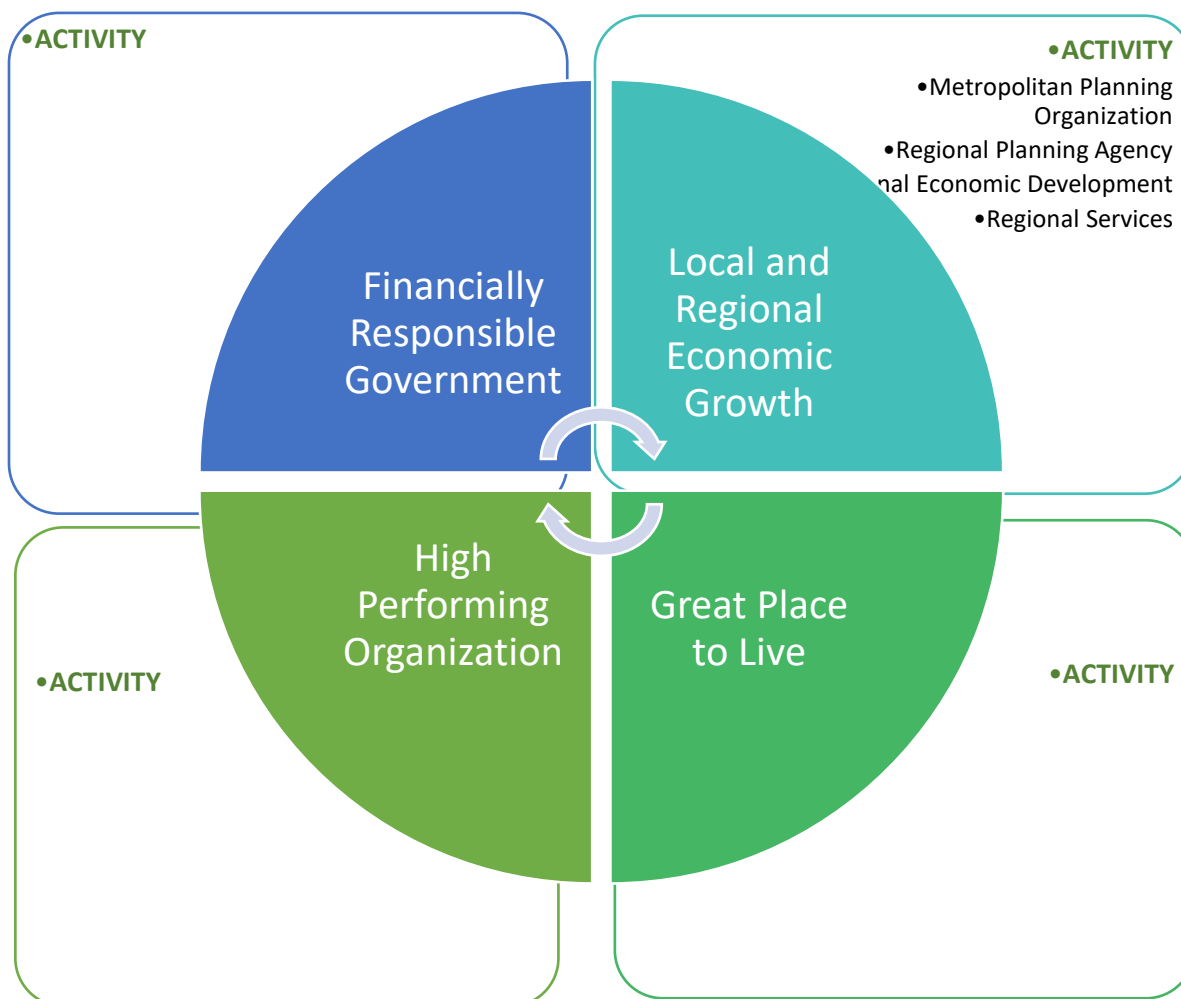 •ACTIVITY
•ACTIVITY
•Metropolitan Planning
Organization
•Regional Planning Agency
nal Economic Development
•Regional Services
Financially
Responsible
Government
Local and
Regional
Economic
Growth
High
Performing
Organization
Great Place
to Live
•ACTIVITY
•ACTIVITY